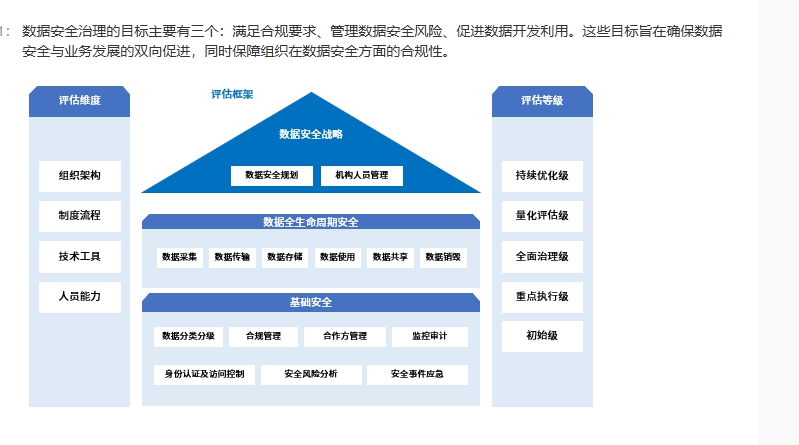 1: 数据安全治理的目标主要有三个：满足合规要求、管理数据安全风险、促进数据开发利用。这些目标旨在确保数据
安全与业务发展的双向促进，同时保障组织在数据安全方面的合规性。
评估维度
组织架构
制度流程
技术工具
人员能力
评估框架
数据安全战略
数据安全规划 机构人员管理
数据全生命周期安全
数据采集 数据传输 数据存储 数据使用 数据共享 数据销毁
基础安全
数据分类分级 合规管理 合作方管理 监控审计
身份认证及访问控制 安全风险分析 安全事件应急
评估等级
持续优化级
量化评估级
全面治理级
重点执行级
初始级